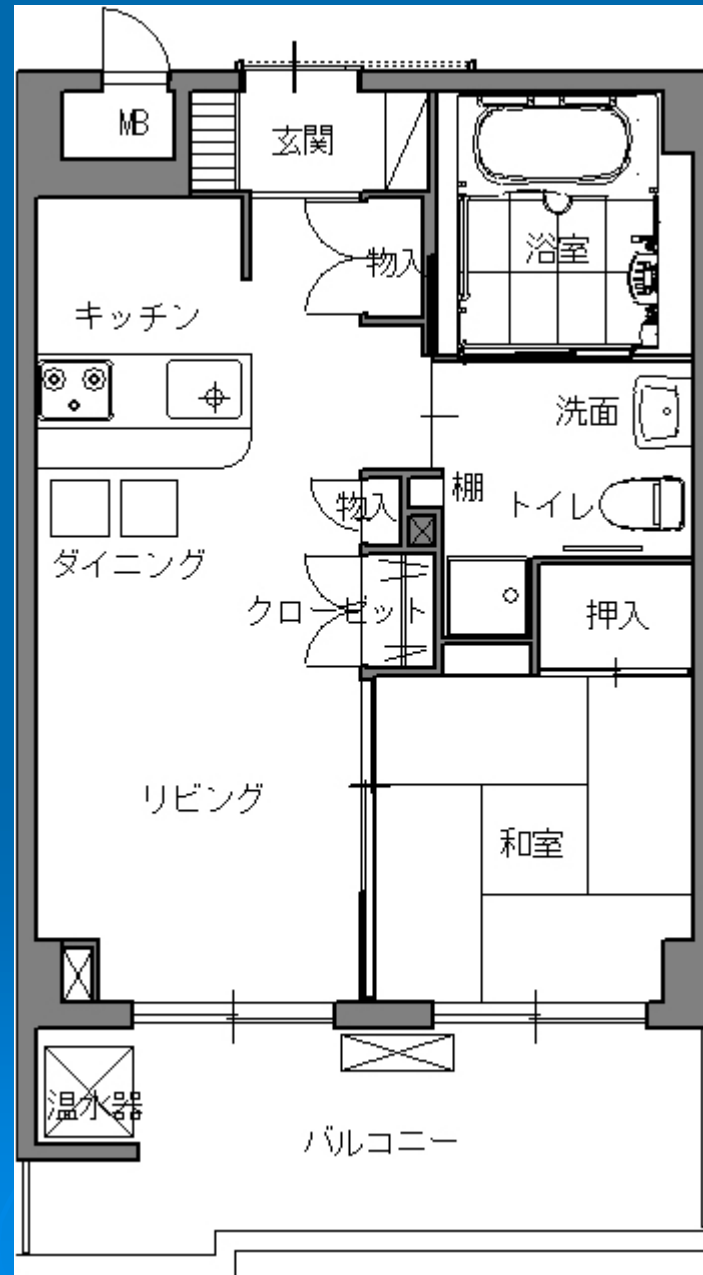 MB
玄関
物入
浴室
キッチン
洗面
棚
物入
トイレ
ダイニング
クローゼット
押入
リビング
和室
温水器
バルコニー